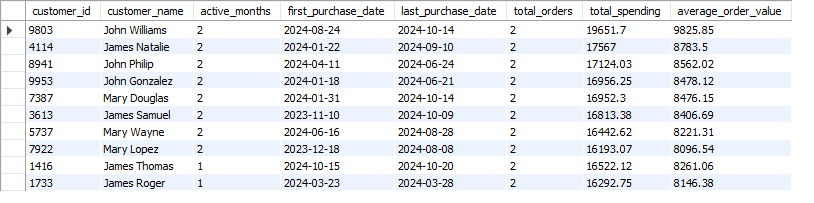 customer_id customer_name active_months first_purchase_date last_purchase_date total_orders total_spending average_order_value
9803 John Williams 2 2024-08-24 2024-10-14 2 19651.7 9825.85
4114 James Natalie 2 2024-01-22 2024-09-10 2 17567 8783.5
8941 John Philip 2 2024-04-11 2024-06-24 2 17124.03 8562.02
9953 John Gonzalez 2 2024-01-18 2024-06-21 2 16956.25 8478.12
7387 Mary Douglas 2 2024-01-31 2024-10-14 2 16952.3 8476.15
3613 James Samuel 2 2023-11-10 2024-10-09 2 16813.38 8406.69
5737 Mary Wayne 2 2024-06-16 2024-08-28 2 16442.62 8221.31
7922 Mary Lopez 2 2023-12-18 2024-08-08 2 16193.07 8096.54
1416 James Thomas 1 2024-10-15 2024-10-20 2 16522.12 8261.06
1733 James Roger 1 2024-03-23 2024-03-28 2 16292.75 8146.38